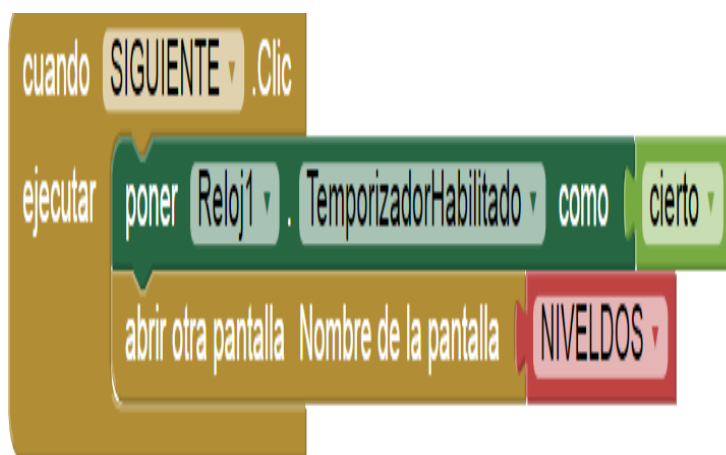 cuando SIGUIENTE .Clic
ejecutar poner Reloj1 . TemporizadorHabilitado como cierto
abrir otra pantalla Nombre de la pantalla NIVELDOS